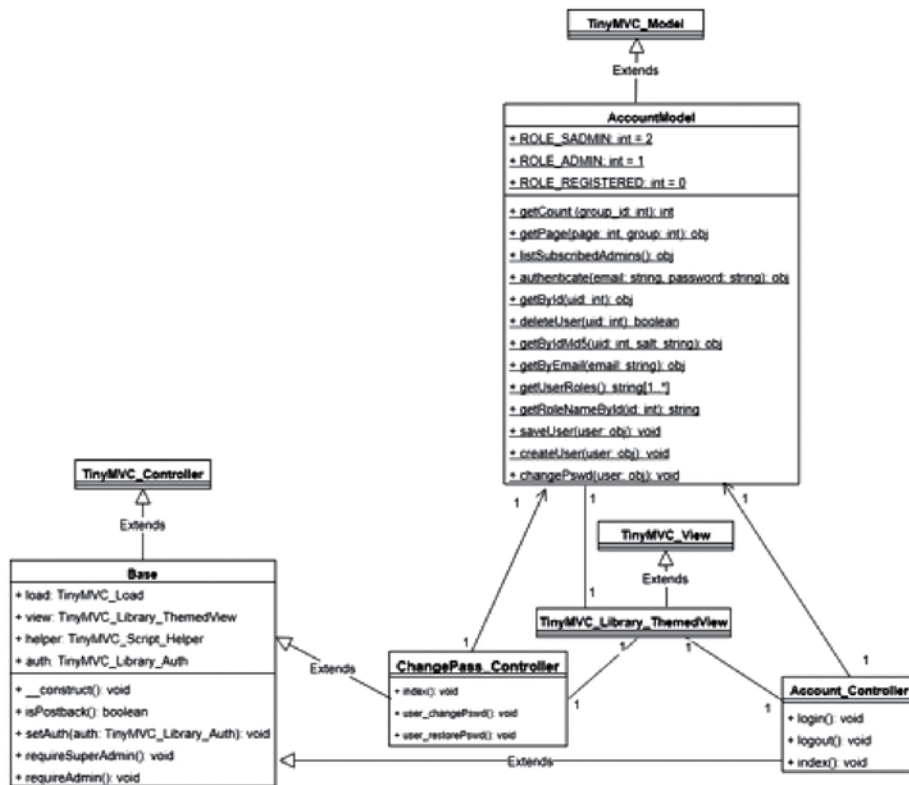 TinyMVC_Model
Extends
AccountModel
+ ROLE_SADMIN: int = 2
+ ROLE_ADMIN: int = 1
+ ROLE_REGISTERED: int = 0
+ getCount (group_id: int): int
+ getPage(page: int, group: int): obj
+ listSubscribedAdmins(): obj
+ authenticate(email: string, password: string): obj
+ getById(uid: int): obj
+ deleteUser(uid: int): boolean
+ getByIdMd5(uid: int, salt: string): obj
+ getByEmail(email: string): obj
+ getUserRoles(): string[1..*]
+ getRoleNameById(id: int): string
+ saveUser(user: obj): void
+ createUser(user: obj): void
+ changePswd(user: obj): void
1
1
1
TinyMVC_Controller
Extends
TinyMVC_View
Extends
Base
+ load: TinyMVC_Load
+ view: TinyMVC_Library_ThemedView
+ helper: TinyMVC_Script_Helper
+ auth: TinyMVC_Library_Auth
+ __construct(): void
+ isPostback(): boolean
+ setAuth(auth: TinyMVC_Library_Auth): void
+ requireSuperAdmin(): void
+ requireAdmin(): void
1
TinyMVC_Library_ThemedView
1
1
1
Extends
ChangePass_Controller
+ index(): void
+ user_changePswd(): void
+ user_restorePswd(): void
1
1
1
Account_Controller
+ login(): void
+ logout(): void
+ index(): void
Extends